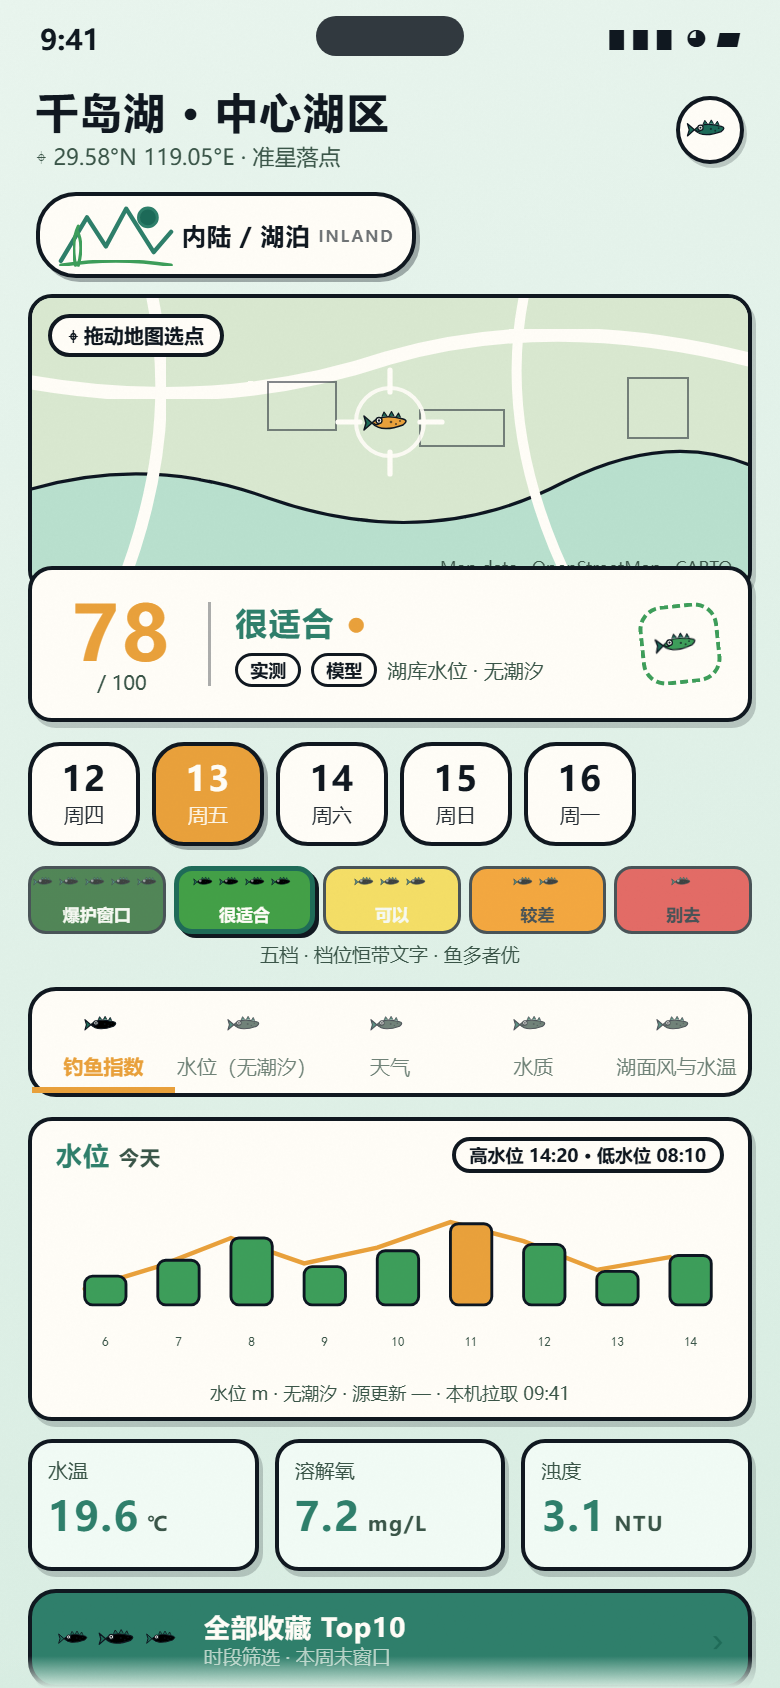 9:41
千岛湖 • 中心湖区
29.58°N 119.05°E · 准星落点
内陆 / 湖泊 INLAND
拖动地图选点
78
/ 100
很适合
实测 模型 湖库水位 · 无潮汐
12 13 14 15 16
周四 周五 周六 周日 周一
爆护窗口 很适合 可以 较差 别去
五档 · 档位恒带文字 · 鱼多者优
钓鱼指数 水位（无潮汐） 天气 水质 湖面风与水温
水位 今天
高水位 14:20 • 低水位 08:10
6 7 8 9 10 11 12 13 14
水位 m · 无潮汐 · 源更新 — · 本机拉取 09:41
水温 溶解氧 浊度
19.6 ℃ 7.2 mg/L 3.1 NTU
全部收藏 Top10
时段筛选 · 本周末窗口